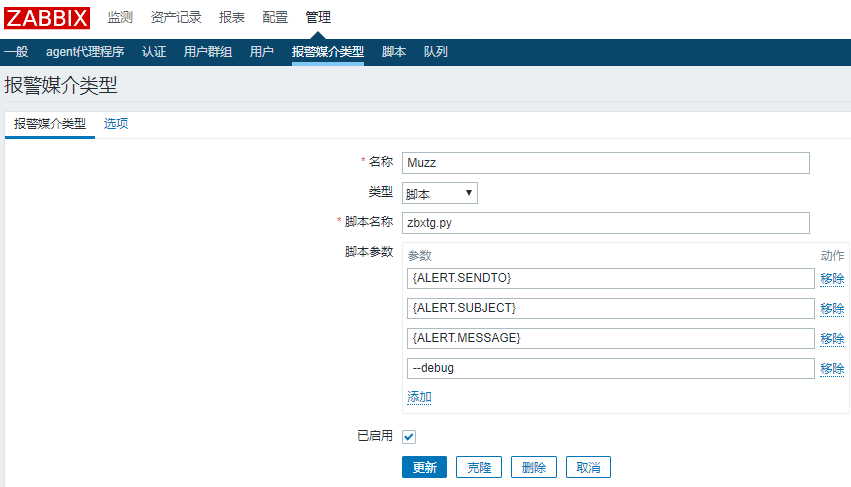 ZABBIX 监测 资产记录 报表 配置 管理
一般 agent代理程序 认证 用户群组 用户 报警媒介类型 脚本 队列
报警媒介类型
报警媒介类型 选项
* 名称 Muzz
类型 脚本
* 脚本名称 zbxtg.py
脚本参数 参数 动作
{ALERT.SENDTO} 移除
{ALERT.SUBJECT} 移除
{ALERT.MESSAGE} 移除
--debug 移除
添加
已启用
更新 克隆 删除 取消